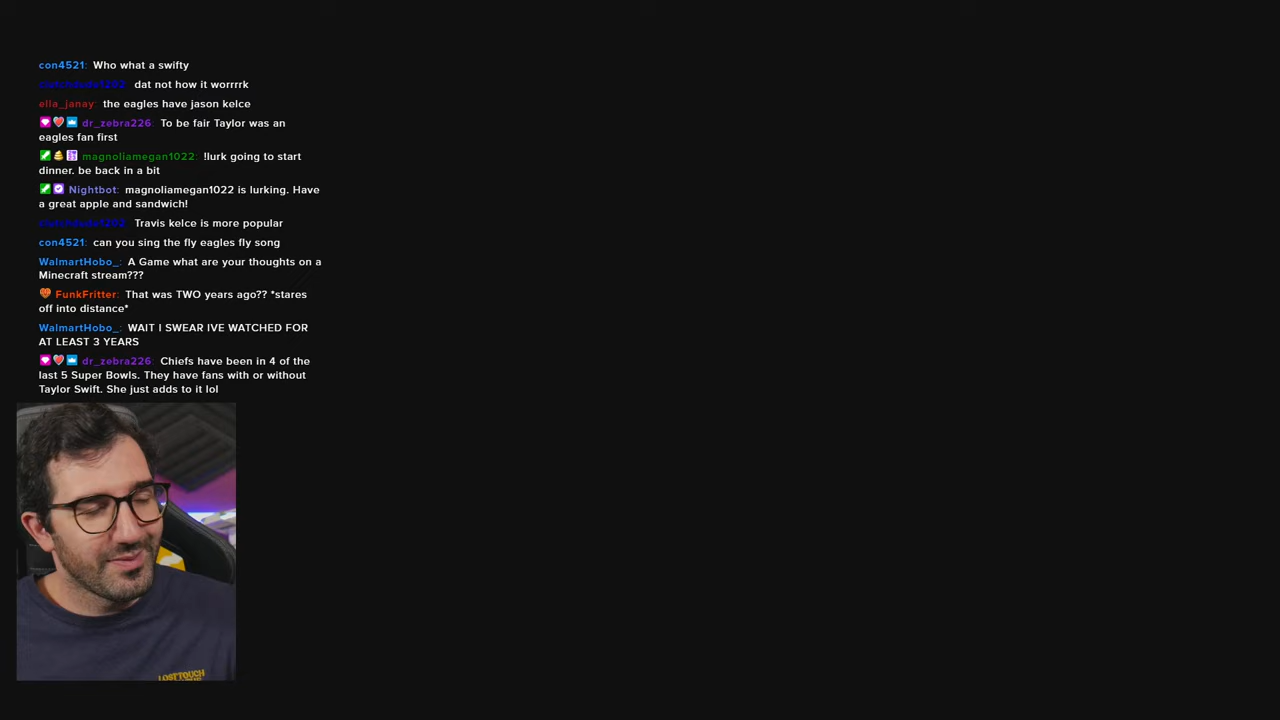 con4521: Who what a swifty
dat not how it worrrrk
ella_janay: the eagles have jason kelce
dr_zebra226: To be fair Taylor was an
eagles fan first
magnoliamegan1022: !lurk going to start
dinner. be back in a bit
Nightbot: magnoliamegan1022 is lurking. Have
a great apple and sandwich!
Travis kelce is more popular
con4521: can you sing the fly eagles fly song
WalmartHobo_: A Game what are your thoughts on a
Minecraft stream???
FunkFritter: That was TWO years ago?? *stares
off into distance*
WalmartHobo_: WAIT I SWEAR IVE WATCHED FOR
AT LEAST 3 YEARS
dr_zebra226: Chiefs have been in 4 of the
last 5 Super Bowls. They have fans with or without
Taylor Swift. She just adds to it lol
LOST TOUCH